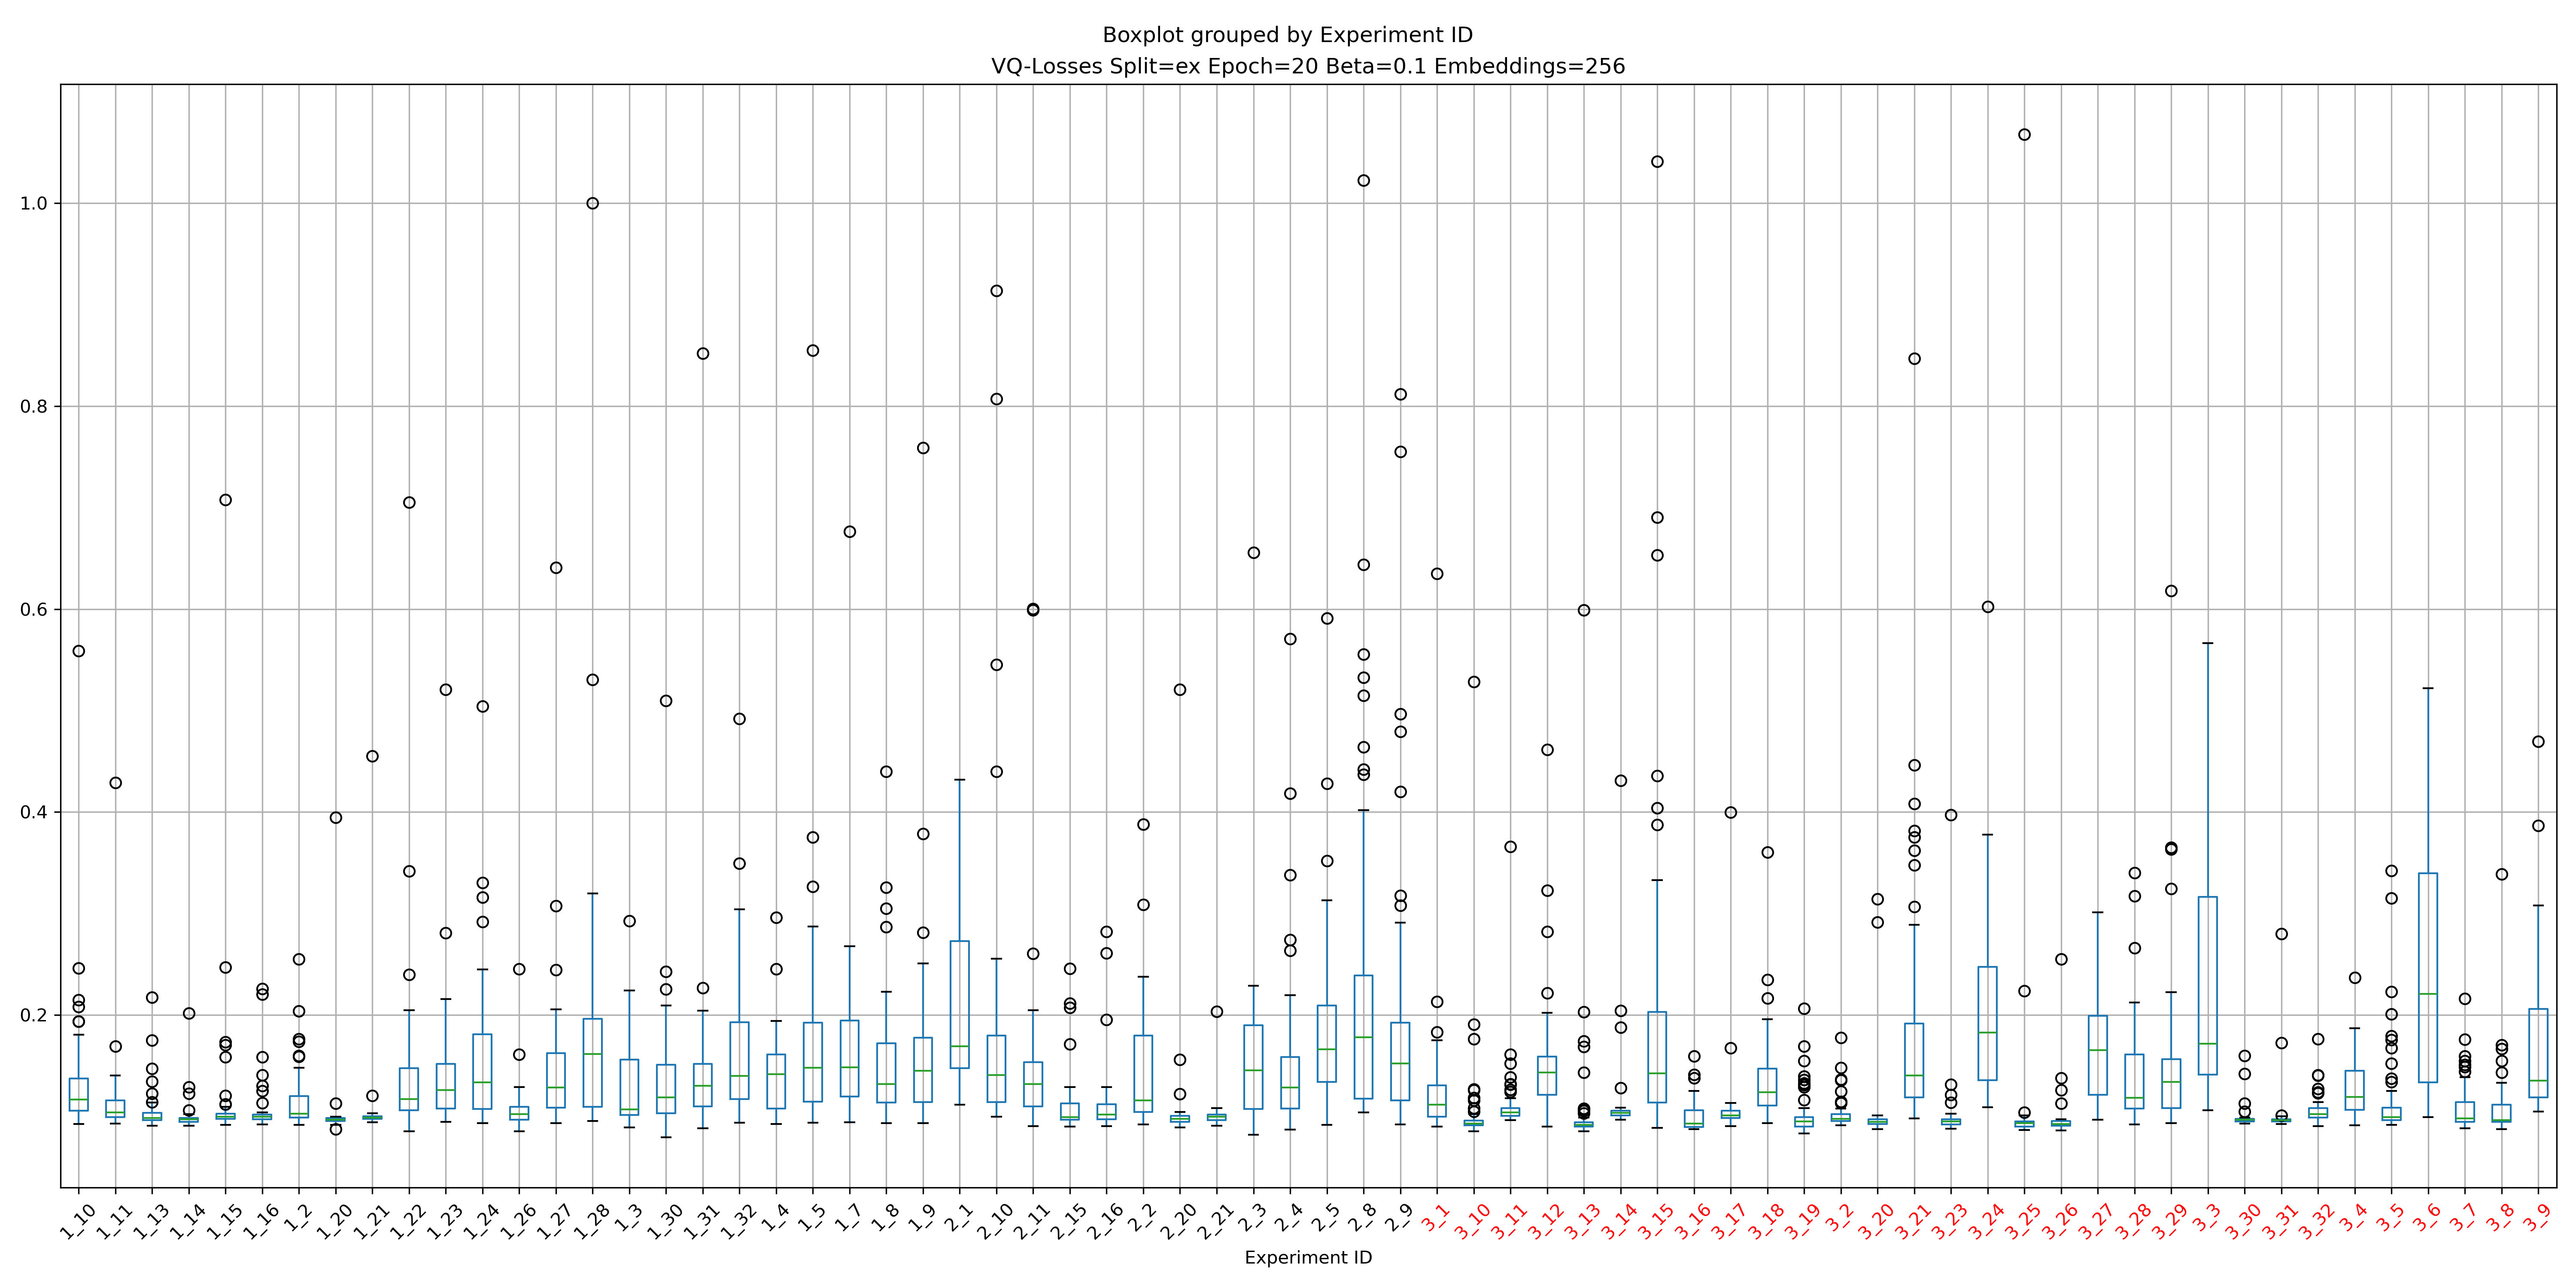 Boxplot grouped by Experiment ID
VQ-Losses Split=ex Epoch=20 Beta=0.1 Embeddings=256
1.0
0.8
0.6
0.4
0.2
1_10 1_11 1_13 1_14 1_15 1_16 1_2 1_20 1_21 1_22 1_23 1_24 1_26 1_27 1_28 1_3 1_30 1_31 1_32 1_4 1_5 1_7 1_8 1_9 2_1 2_10 2_11 2_15 2_16 2_2 2_20 2_21 2_3 2_4 2_5 2_8 2_9 3_1 3_10 3_11 3_12 3_13 3_14 3_15 3_16 3_17 3_18 3_19 3_2 3_20 3_21 3_23 3_24 3_25 3_26 3_27 3_28 3_29 3_3 3_30 3_31 3_32 3_4 3_5 3_6 3_7 3_8 3_9
Experiment ID